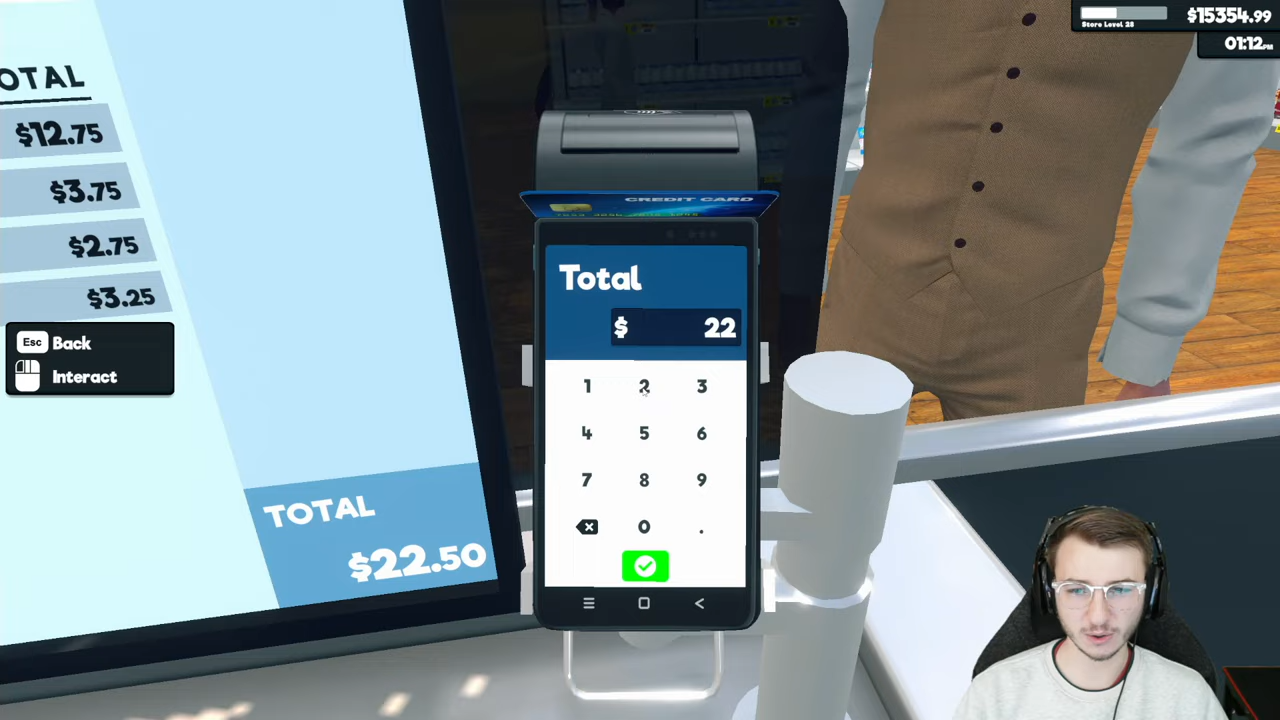 $15354.99
Store Level 28
01:12PM
OTAL
$12.75
$3.75
$2.75
$3.25
Esc Back
Interact
TOTAL
$22.50
CREDIT CARD
Total
$ 22
1 2 3
4 5 6
7 8 9
0 .